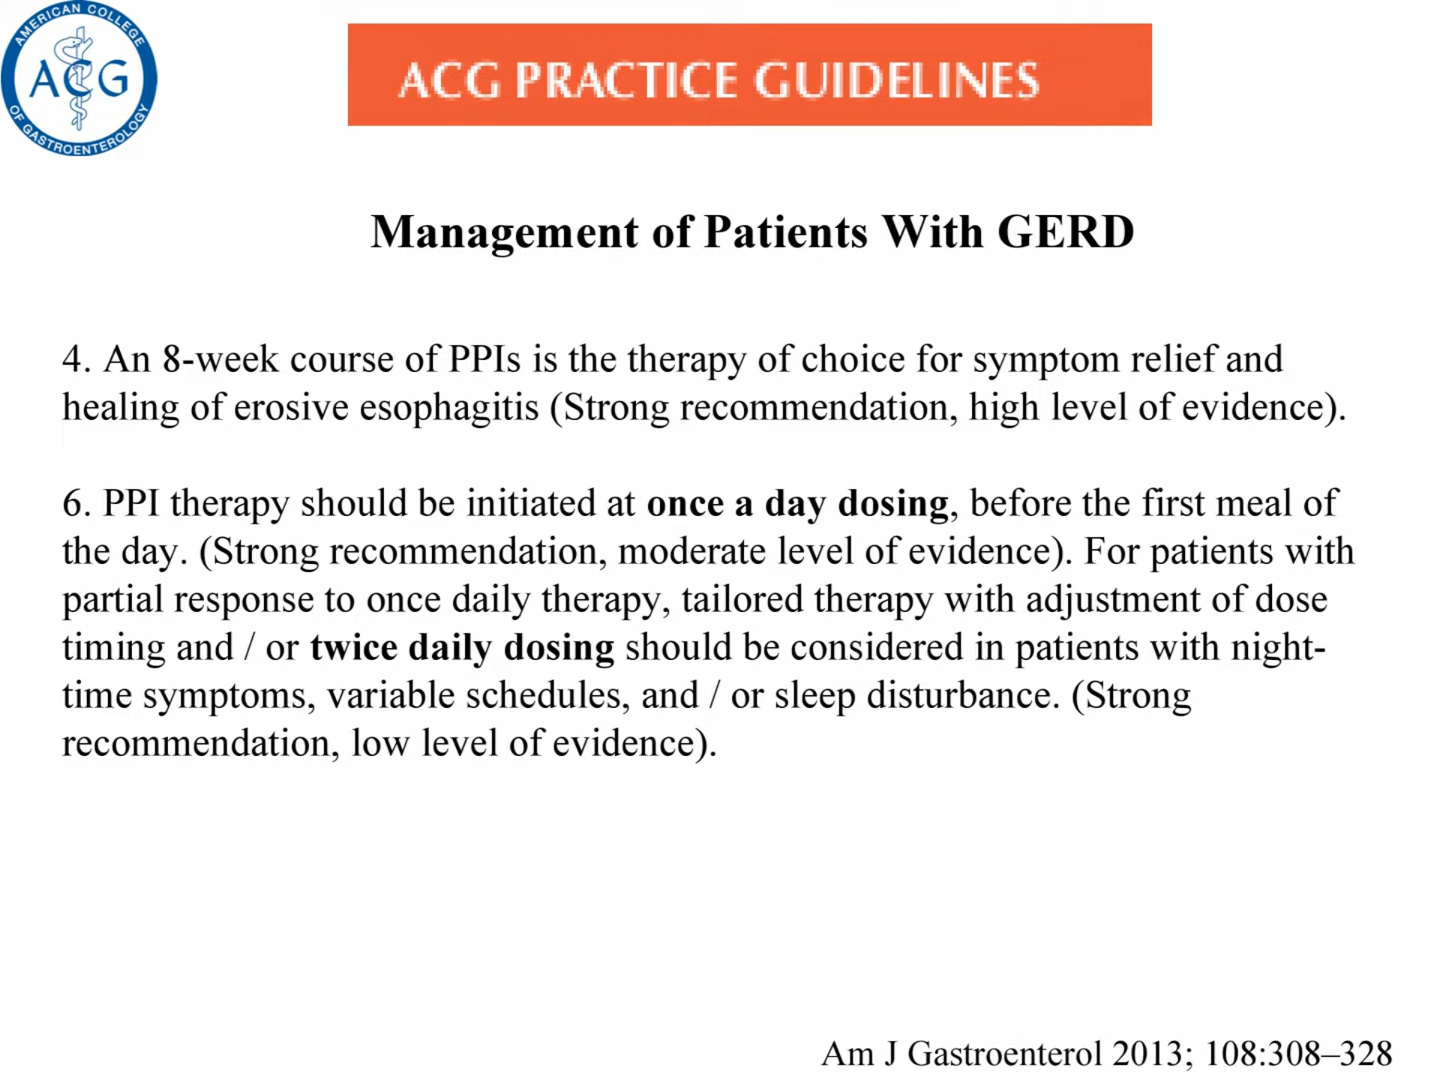 AMERICAN COLLEGE
ACG
OF GASTROENTEROLOGY
ACG PRACTICE GUIDELINES
Management of Patients With GERD
4. An 8-week course of PPIs is the therapy of choice for symptom relief and
healing of erosive esophagitis (Strong recommendation, high level of evidence).
6. PPI therapy should be initiated at once a day dosing, before the first meal of
the day. (Strong recommendation, moderate level of evidence). For patients with
partial response to once daily therapy, tailored therapy with adjustment of dose
timing and / or twice daily dosing should be considered in patients with night-
time symptoms, variable schedules, and / or sleep disturbance. (Strong
recommendation, low level of evidence).
Am J Gastroenterol 2013; 108:308–328